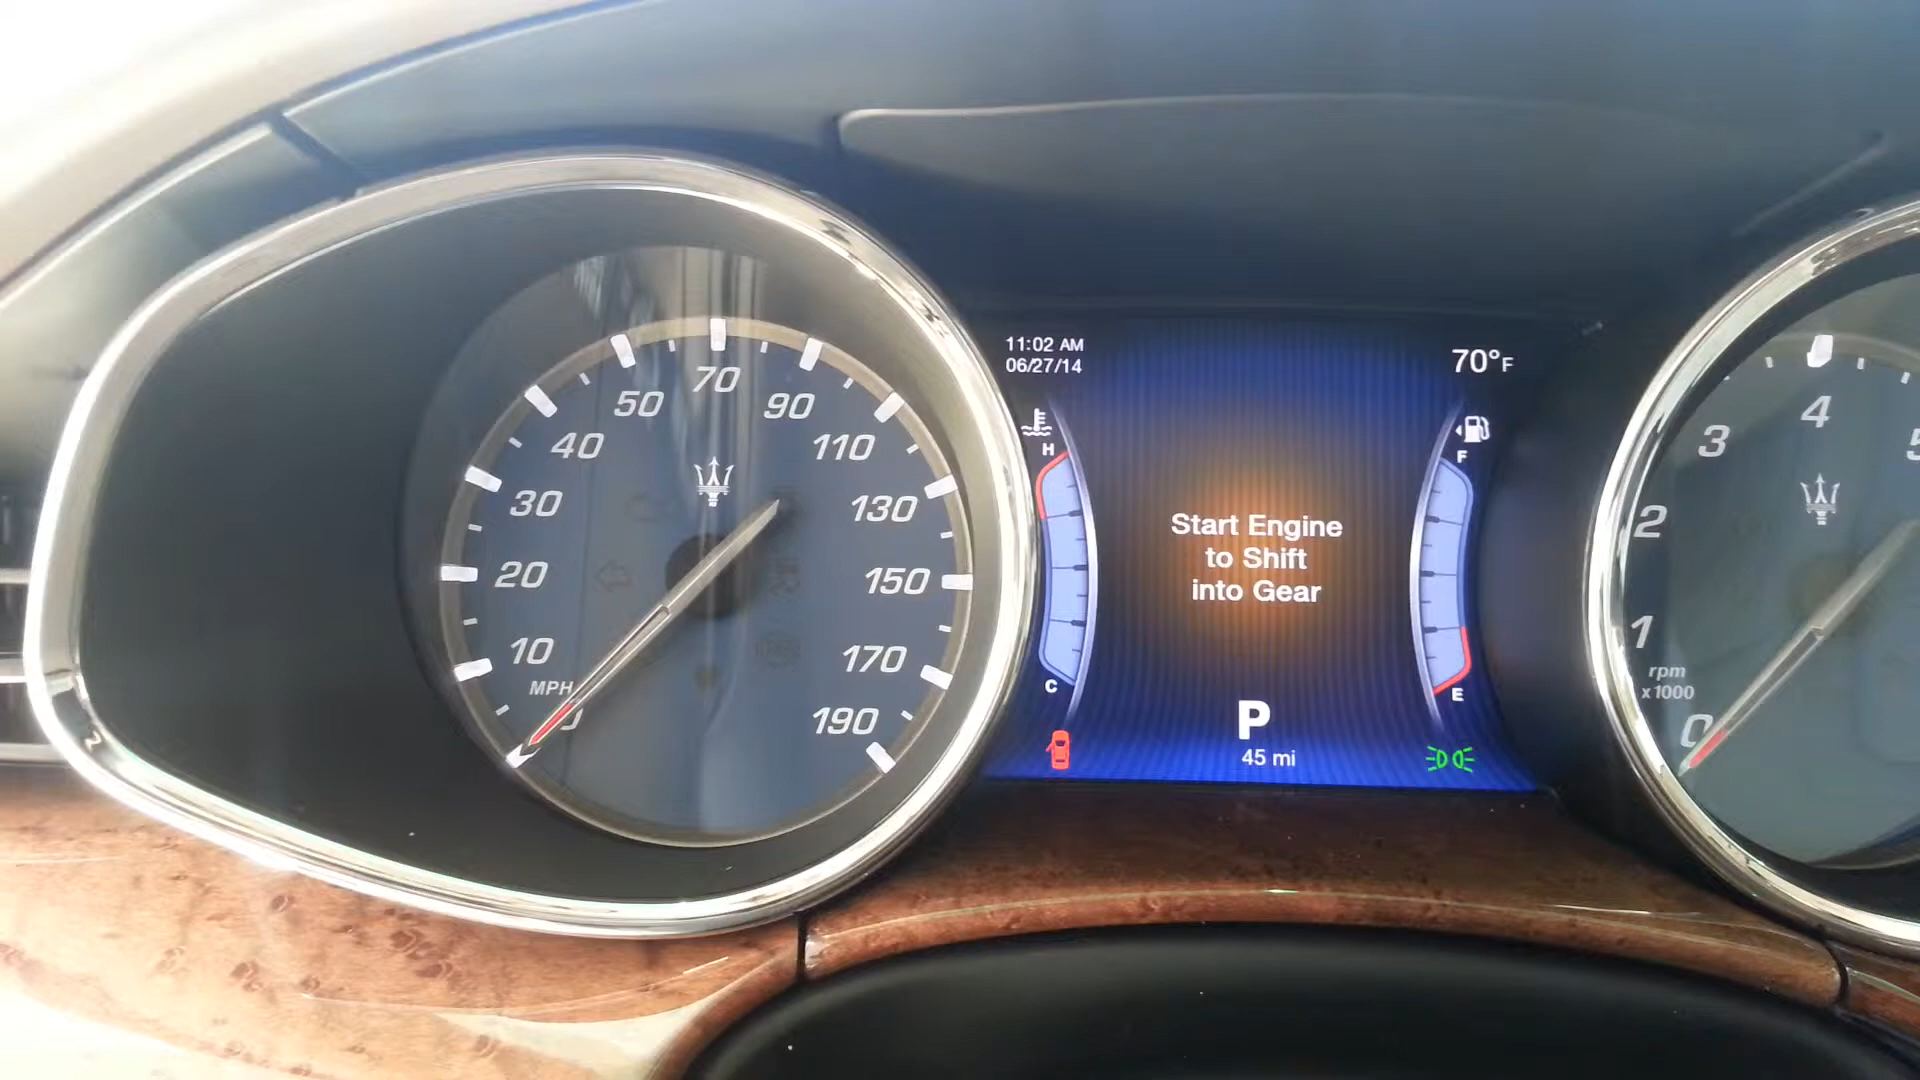 11:02 AM
06/27/14
70°F
50
70
90
40
110
30
130
20
150
10
170
MPH
190
H
F
Start Engine
to Shift
into Gear
C
E
P
45 mi
4
3
2
1
rpm
x 1000
0